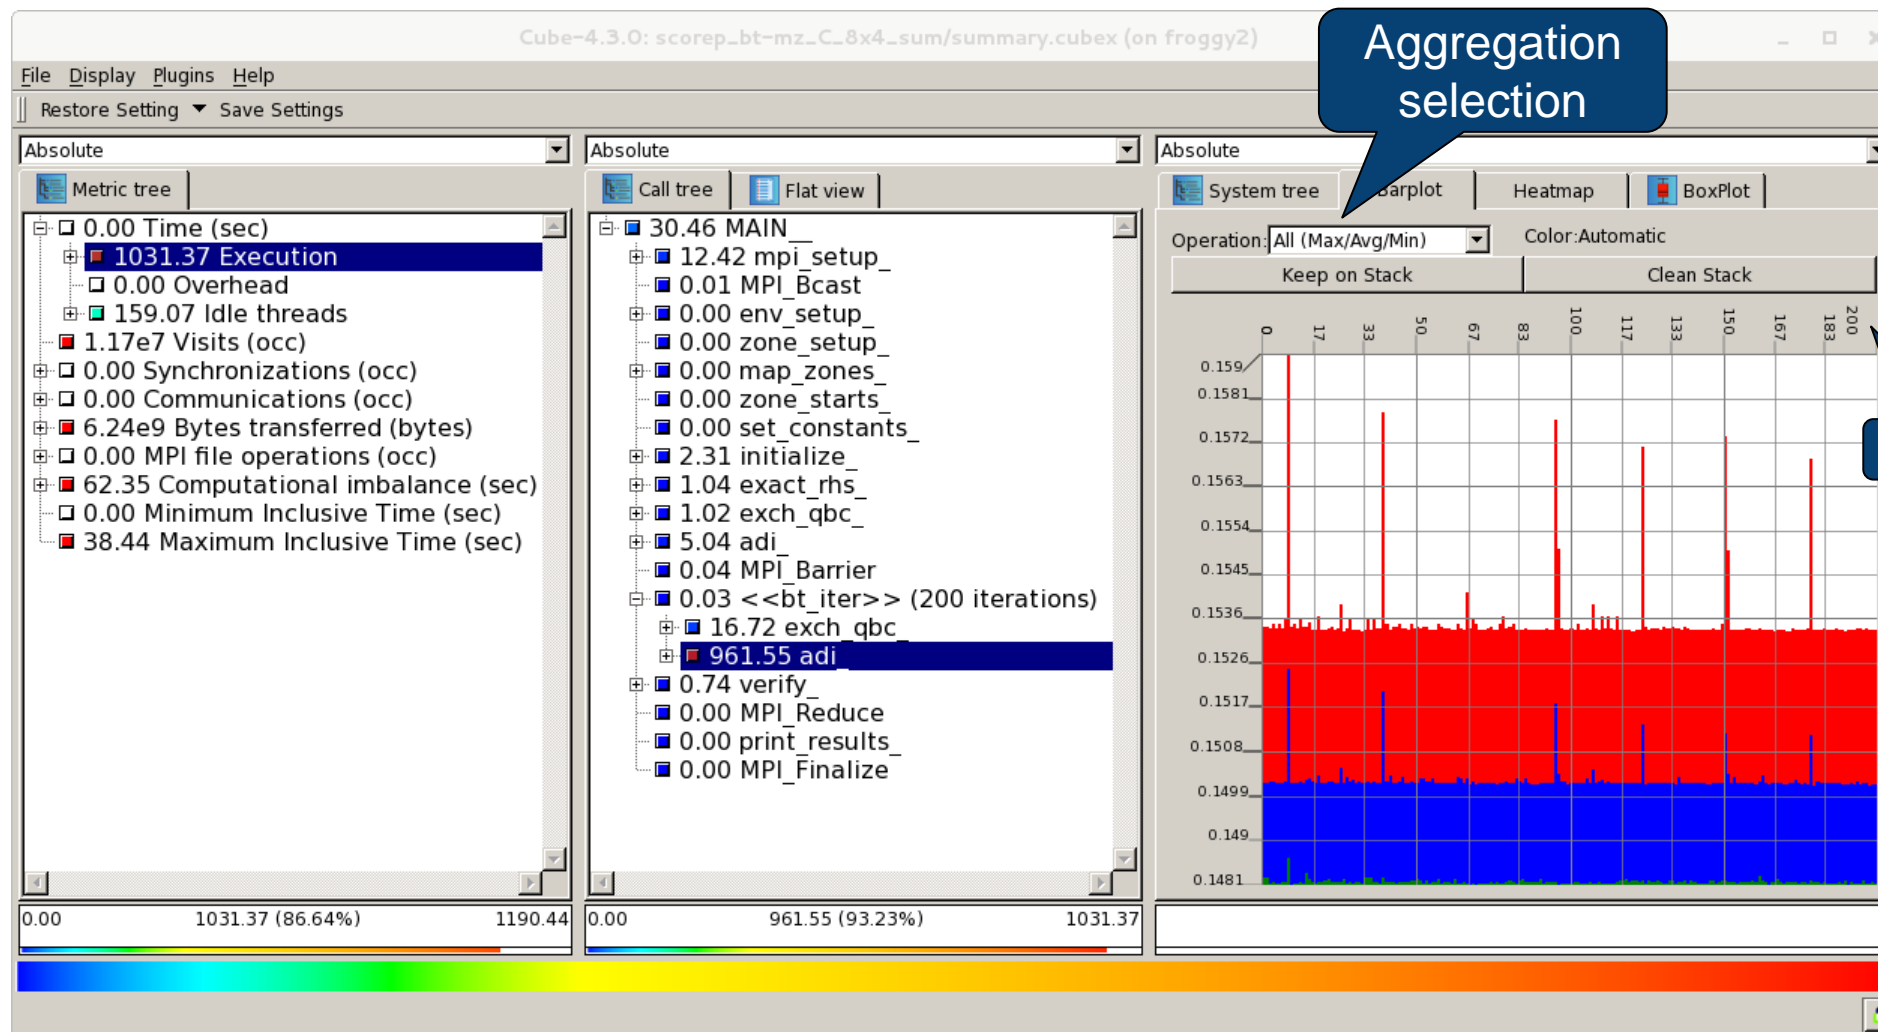 Cube-4.3.0: scorep_bt-mz_C_8x4_sum/summary.cubex (on froggy2)
Aggregation
selection
File Display Plugins Help
Restore Setting Save Settings
Absolute
Metric tree
0.00 Time (sec)
1031.37 Execution
0.00 Overhead
159.07 Idle threads
1.17e7 Visits (occ)
0.00 Synchronizations (occ)
0.00 Communications (occ)
6.24e9 Bytes transferred (bytes)
0.00 MPI file operations (occ)
62.35 Computational imbalance (sec)
0.00 Minimum Inclusive Time (sec)
38.44 Maximum Inclusive Time (sec)
0.00 1031.37 (86.64%) 1190.44
Absolute
Call tree Flat view
30.46 MAIN__
12.42 mpi_setup_
0.01 MPI_Bcast
0.00 env_setup_
0.00 zone_setup_
0.00 map_zones_
0.00 zone_starts_
0.00 set_constants_
2.31 initialize_
1.04 exact_rhs_
1.02 exch_qbc_
5.04 adi_
0.04 MPI_Barrier
0.03 <<bt_iter>> (200 iterations)
16.72 exch_qbc_
961.55 adi_
0.74 verify_
0.00 MPI_Reduce
0.00 print_results_
0.00 MPI_Finalize
0.00 961.55 (93.23%) 1031.37
Absolute
System tree Barplot Heatmap BoxPlot
Operation: All (Max/Avg/Min) Color:Automatic
Keep on Stack Clean Stack
0 17 33 50 67 83 100 117 133 150 167 183 200
0.159
0.1581
0.1572
0.1563
0.1554
0.1545
0.1536
0.1526
0.1517
0.1508
0.1499
0.149
0.1481